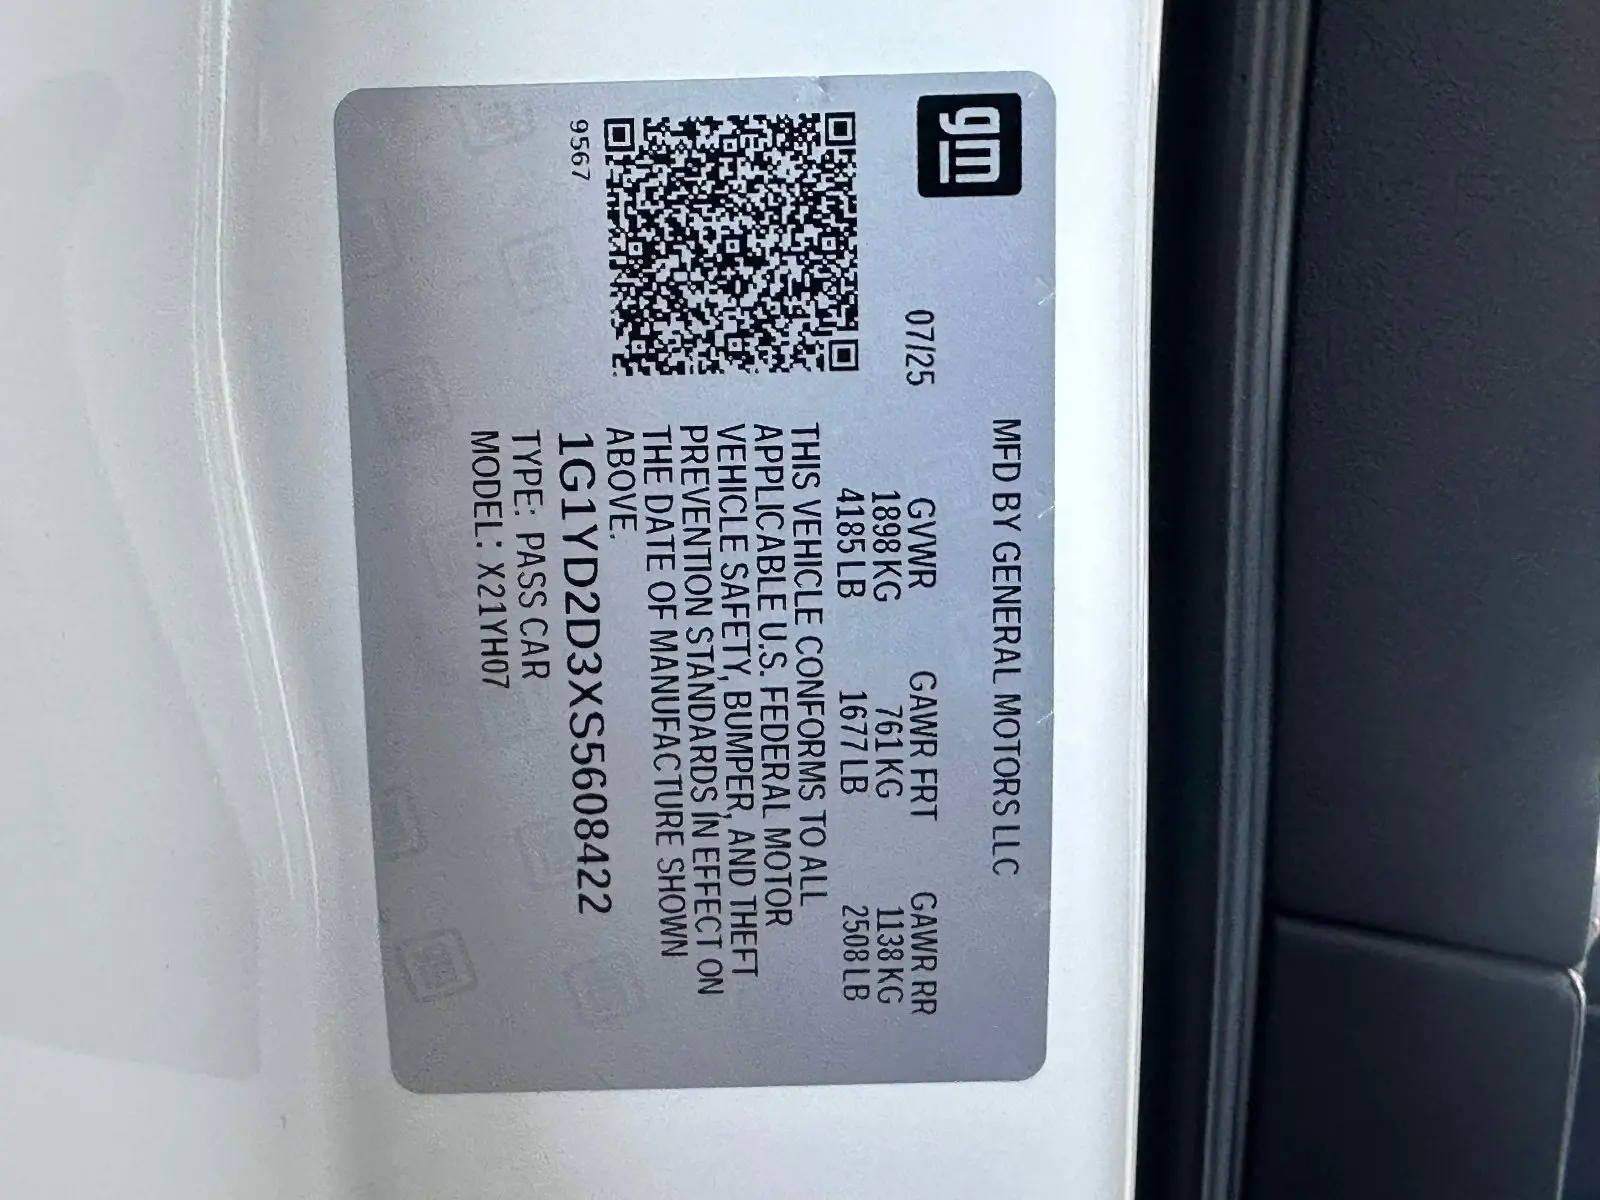 gm
MFD BY GENERAL MOTORS LLC
07/25
GVWR GAWR FRT GAWR RR
1898 KG 761 KG 1138 KG
4185 LB 1677 LB 2508 LB
THIS VEHICLE CONFORMS TO ALL
APPLICABLE U.S. FEDERAL MOTOR
VEHICLE SAFETY, BUMPER, AND THEFT
PREVENTION STANDARDS IN EFFECT ON
THE DATE OF MANUFACTURE SHOWN
ABOVE.
9567
1G1YD2D3XS5608422
TYPE: PASS CAR
MODEL: X21YH07